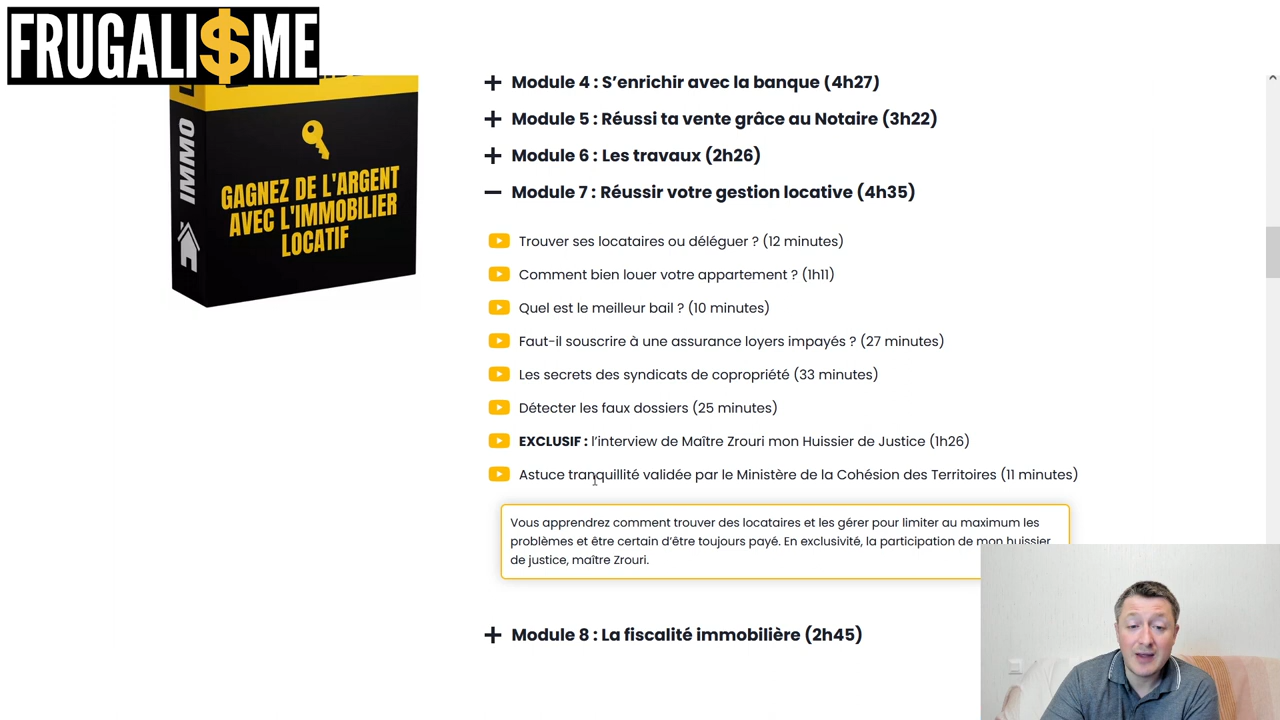 FRUGALI$ME
IMMO
GAGNEZ DE L'ARGENT
AVEC L'IMMOBILIER
LOCATIF
Module 4 : S’enrichir avec la banque (4h27)
Module 5 : Réussi ta vente grâce au Notaire (3h22)
Module 6 : Les travaux (2h26)
Module 7 : Réussir votre gestion locative (4h35)
Trouver ses locataires ou déléguer ? (12 minutes)
Comment bien louer votre appartement ? (1h11)
Quel est le meilleur bail ? (10 minutes)
Faut-il souscrire à une assurance loyers impayés ? (27 minutes)
Les secrets des syndicats de copropriété (33 minutes)
Détecter les faux dossiers (25 minutes)
EXCLUSIF : l’interview de Maître Zrouri mon Huissier de Justice (1h26)
Astuce tranquillité validée par le Ministère de la Cohésion des Territoires (11 minutes)
Vous apprendrez comment trouver des locataires et les gérer pour limiter au maximum les
problèmes et être certain d’être toujours payé. En exclusivité, la participation de mon huissier
de justice, maître Zrouri.
Module 8 : La fiscalité immobilière (2h45)